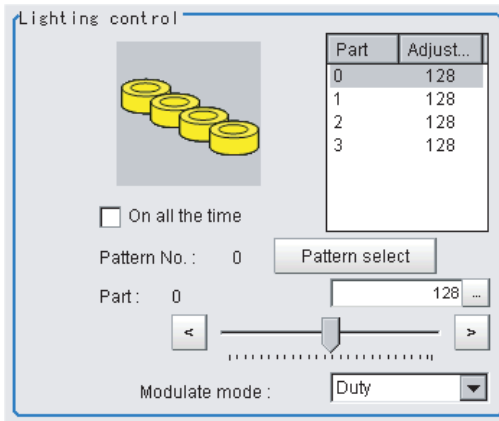 Lighting control
Part Adjust...
0 128
1 128
2 128
3 128
On all the time
Pattern No. : 0 Pattern select
Part : 0 128 ...
< >
Modulate mode : Duty